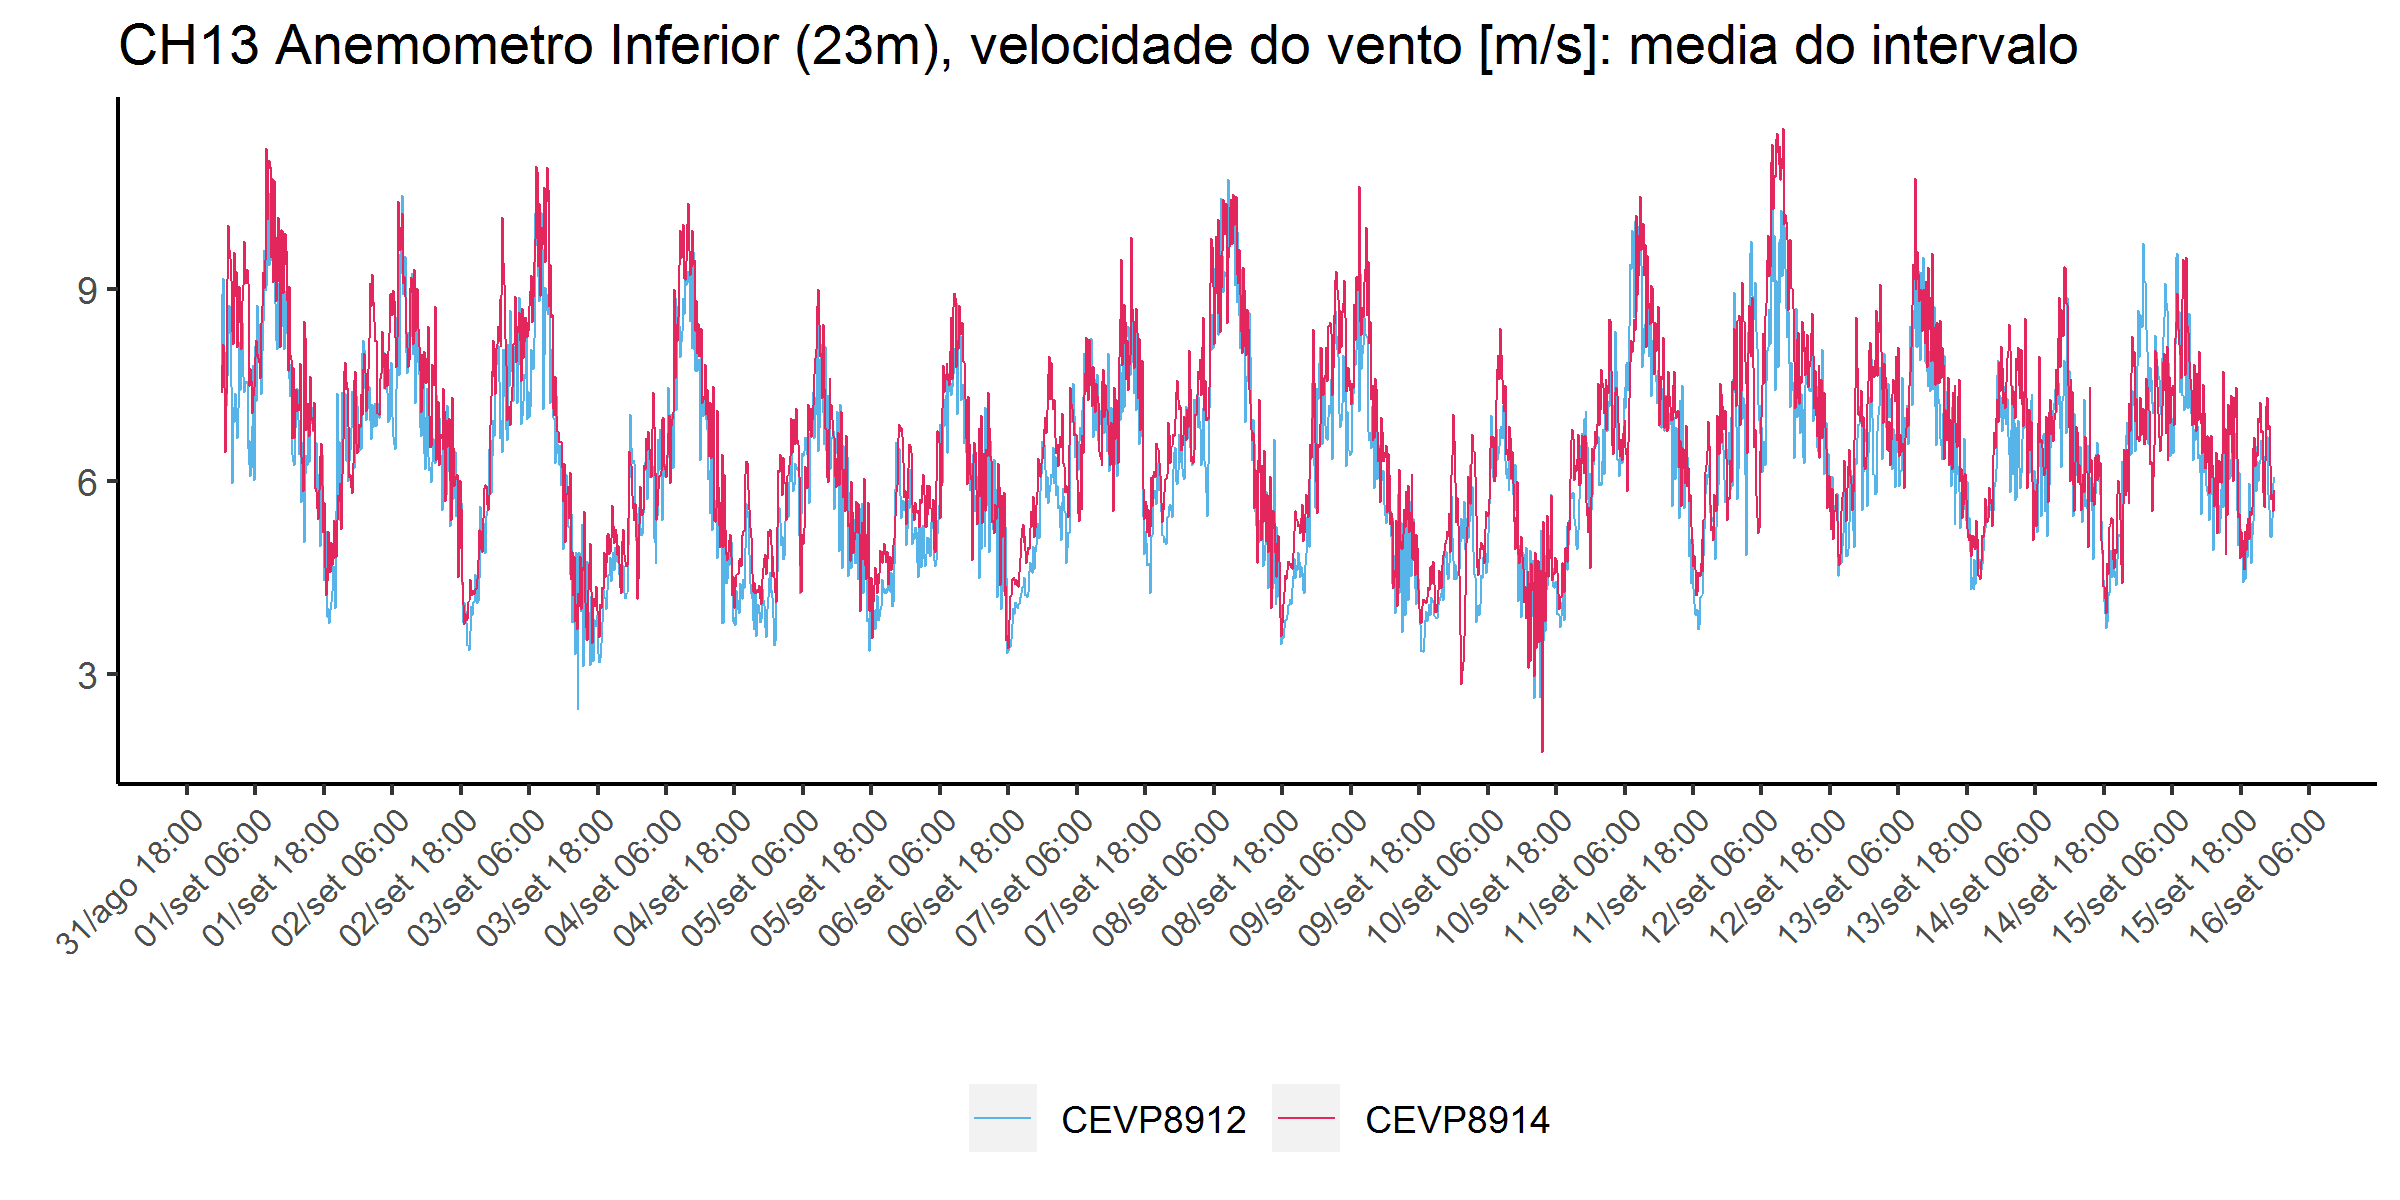 CH13 Anemometro Inferior (23m), velocidade do vento [m/s]: media do intervalo
9
6
3
31/ago 18:00
01/set 06:00
01/set 18:00
02/set 06:00
02/set 18:00
03/set 06:00
03/set 18:00
04/set 06:00
04/set 18:00
05/set 06:00
05/set 18:00
06/set 06:00
06/set 18:00
07/set 06:00
07/set 18:00
08/set 06:00
08/set 18:00
09/set 06:00
09/set 18:00
10/set 06:00
10/set 18:00
11/set 06:00
11/set 18:00
12/set 06:00
12/set 18:00
13/set 06:00
13/set 18:00
14/set 06:00
14/set 18:00
15/set 06:00
15/set 18:00
16/set 06:00
CEVP8912 CEVP8914